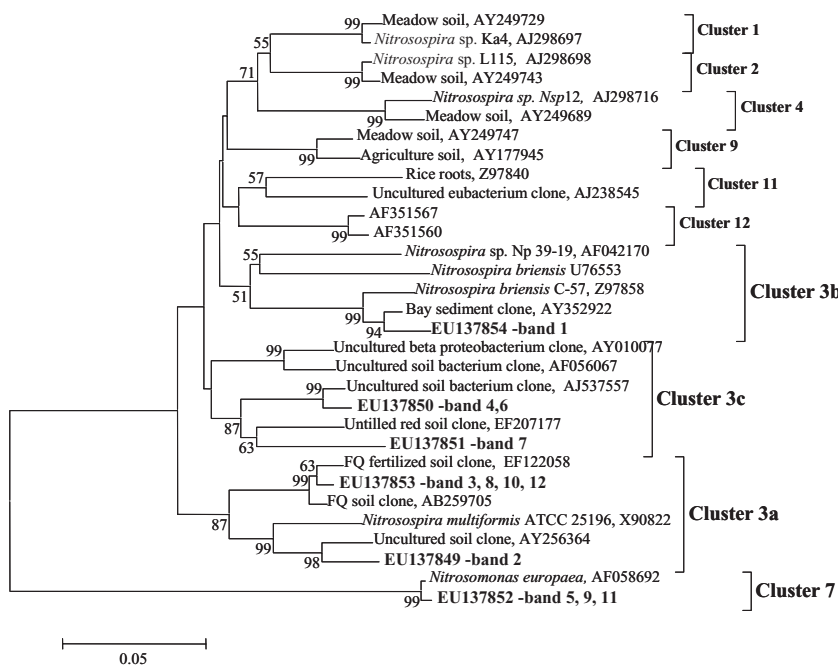 99 Meadow soil, AY249729
Nitrosospira sp. Ka4, AJ298697
Cluster 1
55
Nitrosospira sp. L115, AJ298698
99 Meadow soil, AY249743
Cluster 2
71
Nitrosospira sp. Nsp12, AJ298716
99 Meadow soil, AY249689
Cluster 4
Meadow soil, AY249747
99 Agriculture soil, AY177945
Cluster 9
57 Rice roots, Z97840
Uncultured eubacterium clone, AJ238545
Cluster 11
AF351567
99 AF351560
Cluster 12
55 Nitrosospira sp. Np 39-19, AF042170
Nitrosospira briensis U76553
51
Nitrosospira briensis C-57, Z97858
99 Bay sediment clone, AY352922
94 EU137854 -band 1
Cluster 3b
99 Uncultured beta proteobacterium clone, AY010077
Uncultured soil bacterium clone, AF056067
99 Uncultured soil bacterium clone, AJ537557
EU137850 -band 4,6
87
Untilled red soil clone, EF207177
63 EU137851 -band 7
Cluster 3c
63 FQ fertilized soil clone, EF122058
99 EU137853 -band 3, 8, 10, 12
FQ soil clone, AB259705
87
Nitrosospira multiformis ATCC 25196, X90822
99 Uncultured soil clone, AY256364
98 EU137849 -band 2
Cluster 3a
Nitrosomonas europaea, AF058692
99 EU137852 -band 5, 9, 11
Cluster 7
0.05